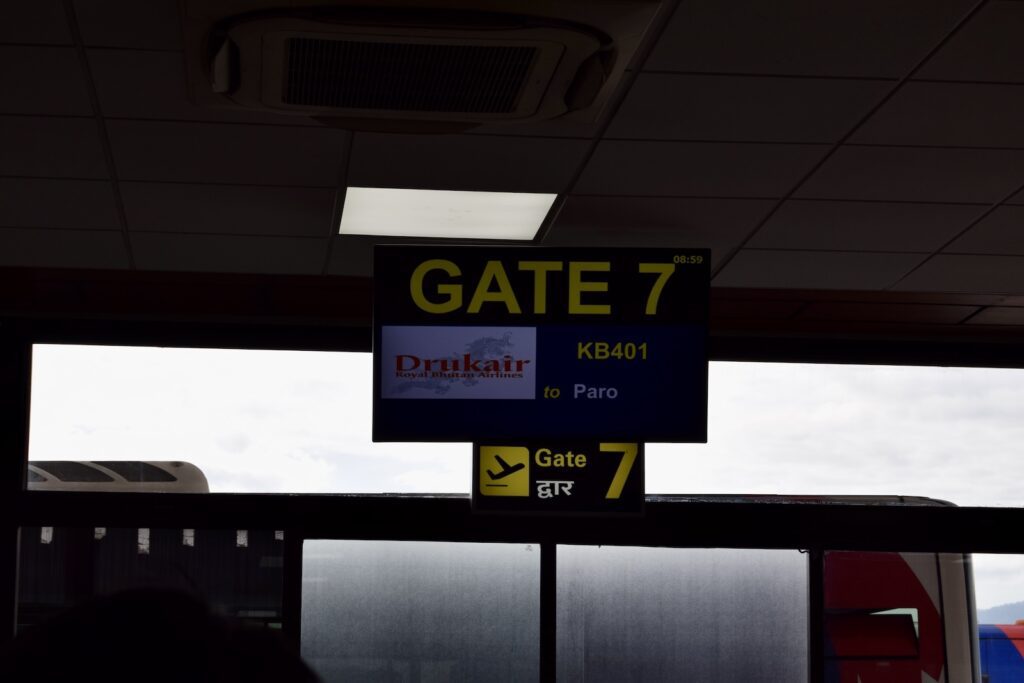 08:59
GATE 7
Drukair
Royal Bhutan Airlines
KB401
to Paro
Gate 7
द्वार